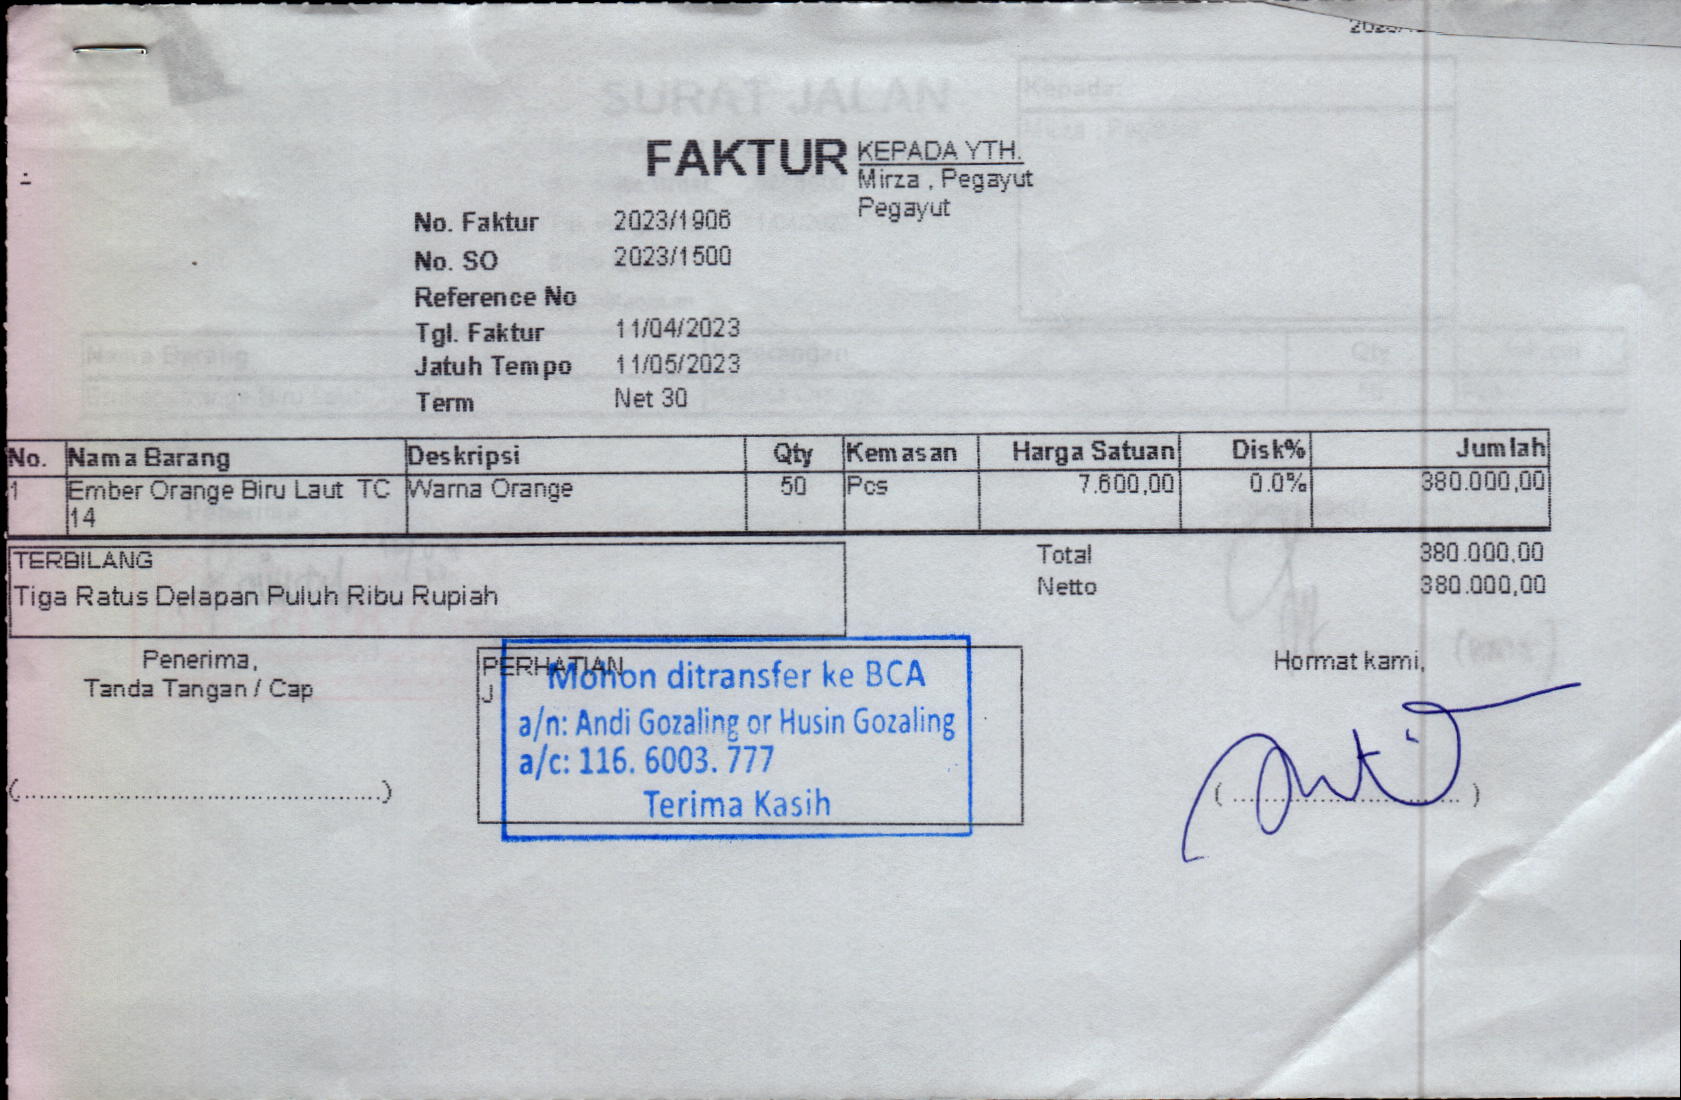 SURAT JALAN
Kepada:
FAKTUR
KEPADA YTH.
Mirza , Pegayut
Pegayut
No. Faktur 2023/1906
No. SO 2023/1500
Reference No
Tgl. Faktur 11/04/2023
Jatuh Tempo 11/05/2023
Term Net 30
No. Nama Barang Deskripsi Qty Kemasan Harga Satuan Disk% Jumlah
1 Ember Orange Biru Laut TC Warna Orange 50 Pcs 7.600,00 0.0% 380.000,00
14
TERBILANG
Tiga Ratus Delapan Puluh Ribu Rupiah
Total 380.000,00
Netto 380.000,00
Penerima,
Tanda Tangan / Cap
(..............................................)
PERHATIAN
J
Mohon ditransfer ke BCA
a/n: Andi Gozaling or Husin Gozaling
a/c: 116. 6003. 777
Terima Kasih
Hormat kami,
(.............................)